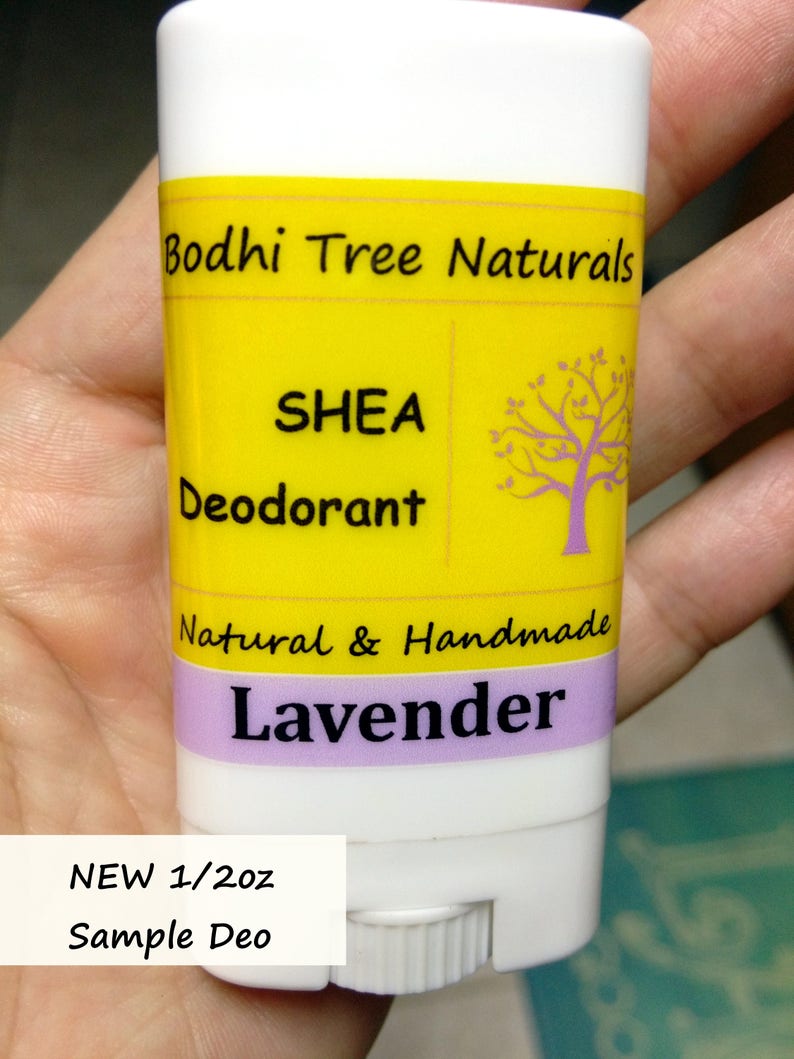 Bodhi Tree Naturals
SHEA
Deodorant
Natural & Handmade
Lavender
NEW 1/2oz
Sample Deo